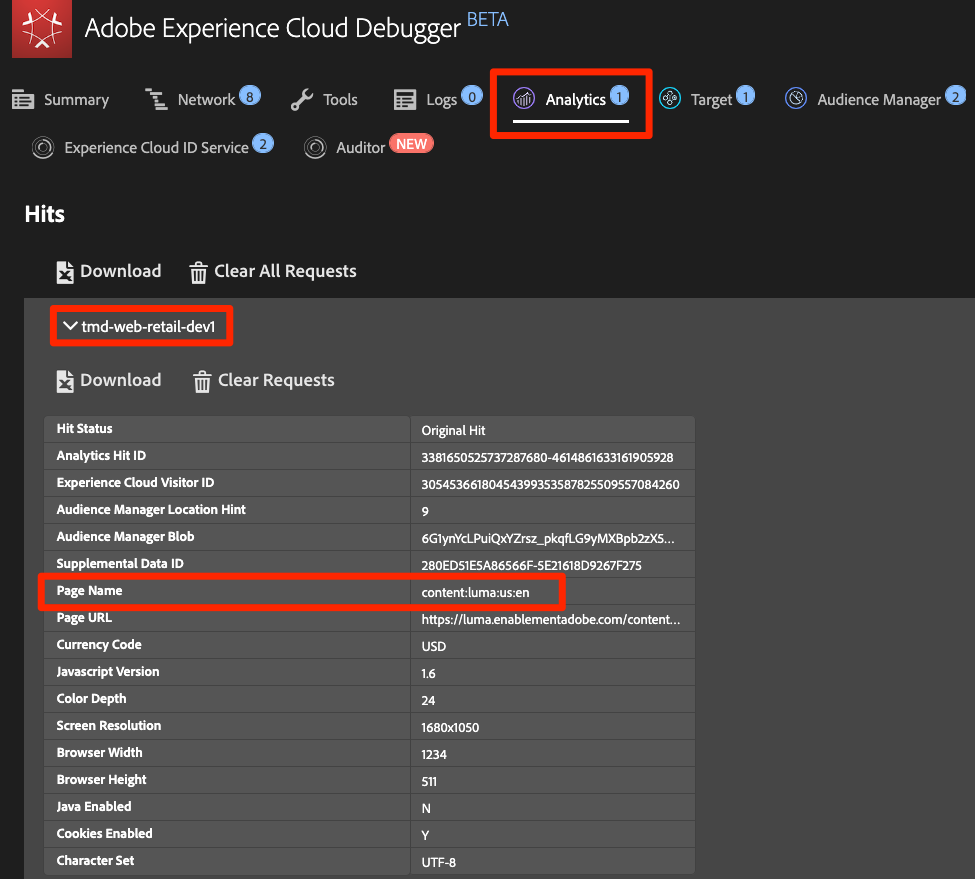 Adobe Experience Cloud Debugger BETA
Summary Network 8 Tools Logs 0 Analytics 1 Target 1 Audience Manager 2
Experience Cloud ID Service 2 Auditor NEW
Hits
Download Clear All Requests
tmd-web-retail-dev1
Download Clear Requests
Hit Status Original Hit
Analytics Hit ID 3381650525737287680-4614861633161905928
Experience Cloud Visitor ID 30545366180454399353587825509557084260
Audience Manager Location Hint 9
Audience Manager Blob 6G1ynYcLPuiQxYZrsz_pkqfLG9yMXBpb2zX5...
Supplemental Data ID 280ED51E5A86566F-5E21618D9267F275
Page Name content:luma:us:en
Page URL https://luma.enablementadobe.com/content...
Currency Code USD
Javascript Version 1.6
Color Depth 24
Screen Resolution 1680x1050
Browser Width 1234
Browser Height 511
Java Enabled N
Cookies Enabled Y
Character Set UTF-8